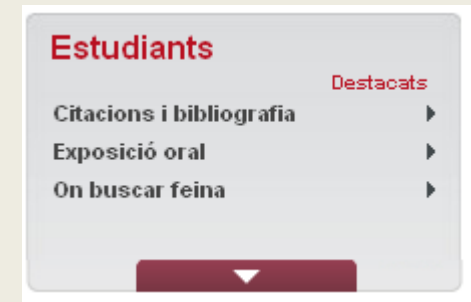 Estudiants
Destacats
Citacions i bibliografia
Exposició oral
On buscar feina